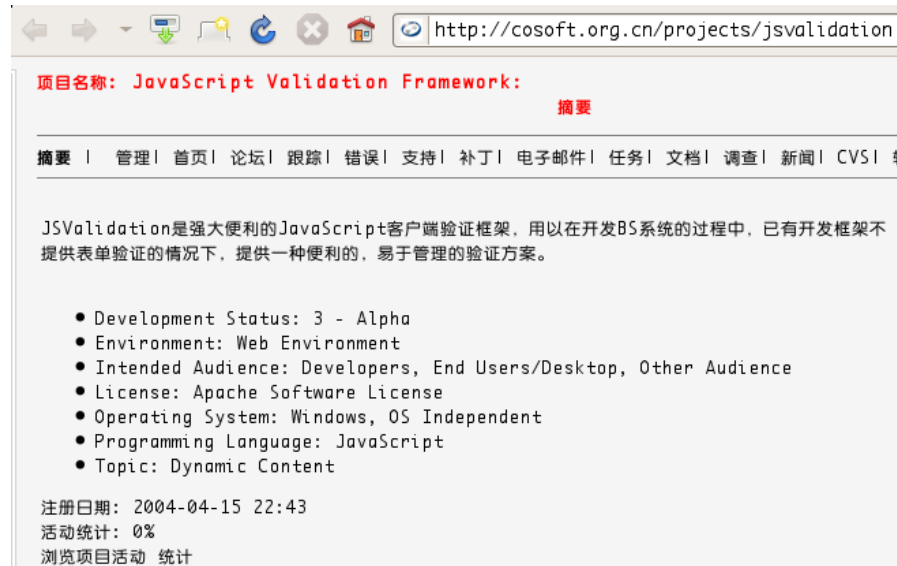 http://cosoft.org.cn/projects/jsvalidation
项目名称: JavaScript Validation Framework:
摘要
摘要 | 管理| 首页| 论坛| 跟踪| 错误| 支持| 补丁| 电子邮件| 任务| 文档| 调查| 新闻| CVS|
JSValidation是强大便利的JavaScript客户端验证框架, 用以在开发BS系统的过程中, 已有开发框架不
提供表单验证的情况下, 提供一种便利的, 易于管理的验证方案。
● Development Status: 3 - Alpha
● Environment: Web Environment
● Intended Audience: Developers, End Users/Desktop, Other Audience
● License: Apache Software License
● Operating System: Windows, OS Independent
● Programming Language: JavaScript
● Topic: Dynamic Content
注册日期: 2004-04-15 22:43
活动统计: 0%
浏览项目活动 统计